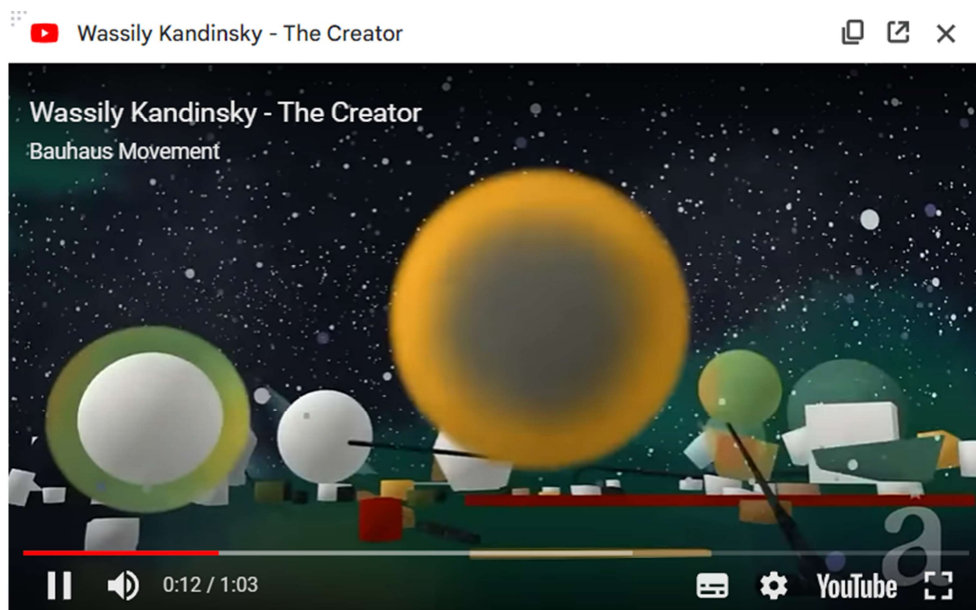 Wassily Kandinsky - The Creator
Wassily Kandinsky - The Creator
Bauhaus Movement
a
0:12 / 1:03
YouTube